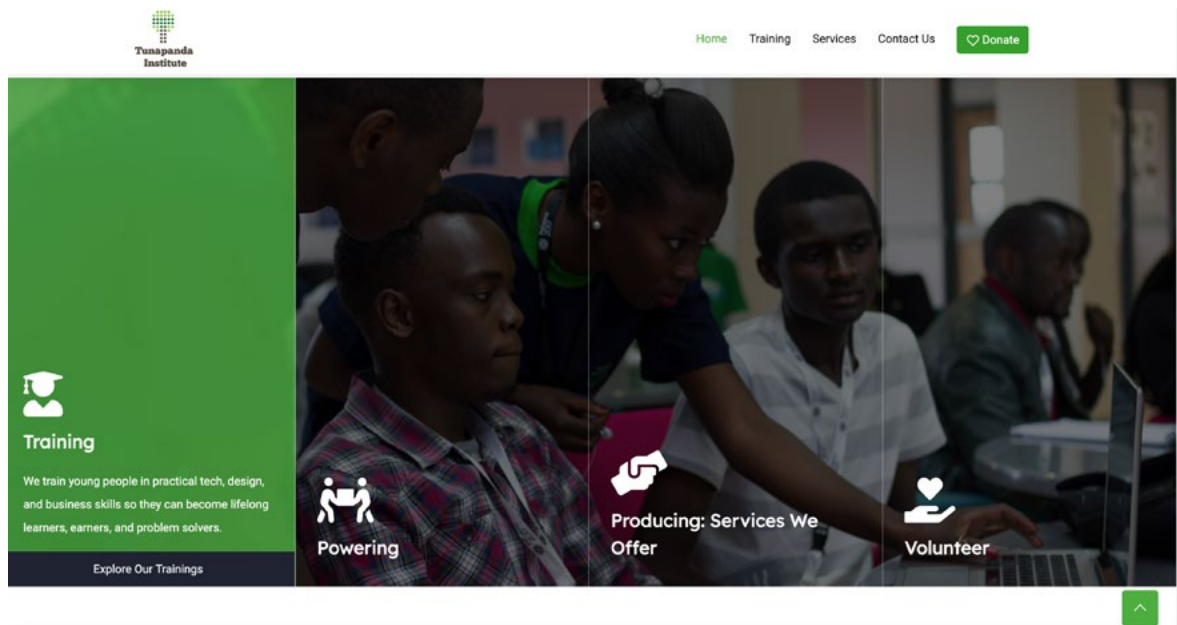 Tunapanda
Institute
Home
Training
Services
Contact Us
Donate
Training
We train young people in practical tech, design,
and business skills so they can become lifelong
learners, earners, and problem solvers.
Explore Our Trainings
Powering
Producing: Services We
Offer
Volunteer